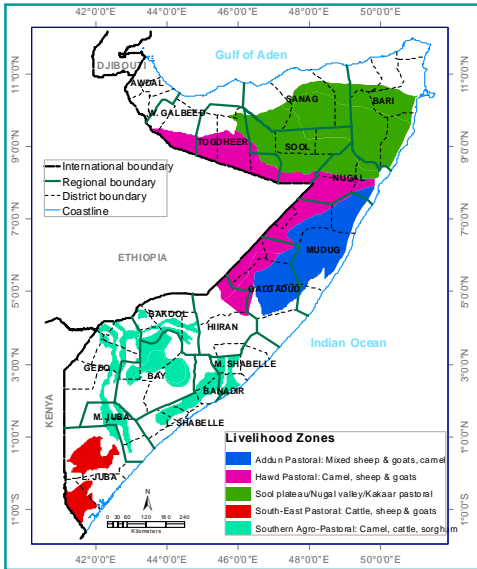 42°0'0"E 44°0'0"E 46°0'0"E 48°0'0"E 50°0'0"E
DJIBOUTI
Gulf of Aden
AWDAL
11°0'0"N 11°0'0"N
SANAG
BARI
W. GALBEED
9°0'0"N 9°0'0"N
TOGDHEER
SOOL
International boundary
Regional boundary
District boundary
Coastline
NUGAL
7°0'0"N 7°0'0"N
MUDUG
ETHIOPIA
GALGADUD
5°0'0"N 5°0'0"N
BAKOOL
HIIRAN
Indian Ocean
3°0'0"N 3°0'0"N
GEDO
BAY
M. SHABELLE
BANADIR
KENYA
M. JUBA
L. SHABELLE
1°0'0"N 1°0'0"N
L. JUBA
Livelihood Zones
Addun Pastoral: Mixed sheep & goats, camel
Hawd Pastoral: Camel, sheep & goats
Sool plateau/Nugal valley/Kakaar pastoral
South-East Pastoral: Cattle, sheep & goats
Southern Agro-Pastoral: Camel, cattle, sorghum
N
1°0'0"S 1°0'0"S
0 30 60 120 180 240
Kilometers
42°0'0"E 44°0'0"E 46°0'0"E 48°0'0"E 50°0'0"E